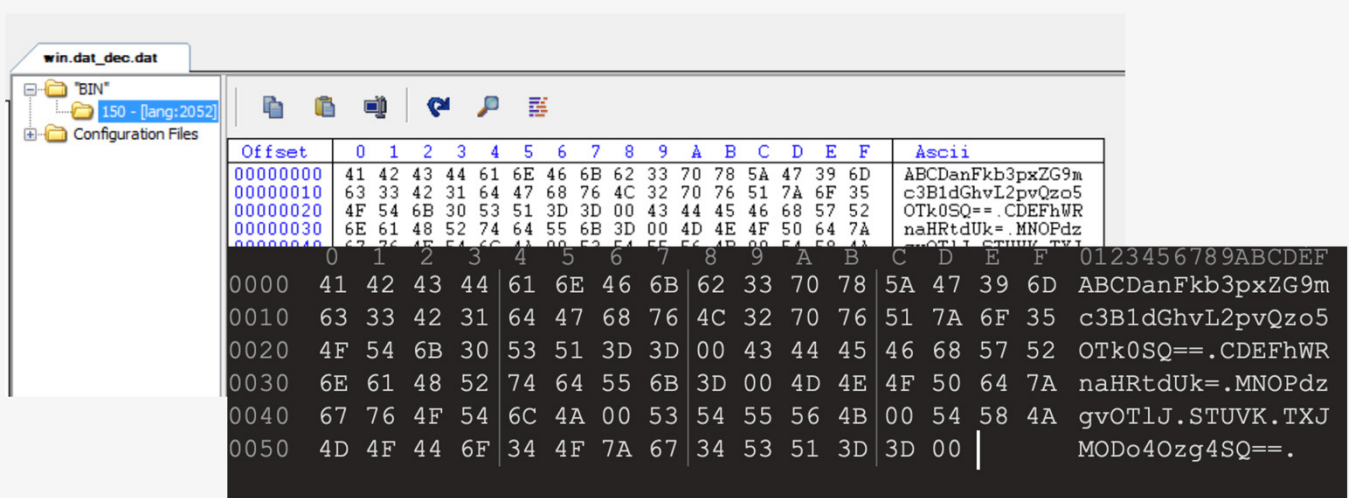 win.dat_dec.dat
"BIN"
150 - [lang:2052]
Configuration Files
Offset 0 1 2 3 4 5 6 7 8 9 A B C D E F Ascii
00000000 41 42 43 44 61 6E 46 6B 62 33 70 78 5A 47 39 6D ABCDanFkb3pxZG9m
00000010 63 33 42 31 64 47 68 76 4C 32 70 76 51 7A 6F 35 c3B1dGhvL2pvQzo5
00000020 4F 54 6B 30 53 51 3D 3D 00 43 44 45 46 68 57 52 OTk0SQ==.CDEFhWR
00000030 6E 61 48 52 74 64 55 6B 3D 00 4D 4E 4F 50 64 7A naHRtdUk=.MNOPdz
0 1 2 3 4 5 6 7 8 9 A B C D E F 0123456789ABCDEF
0000 41 42 43 44 61 6E 46 6B 62 33 70 78 5A 47 39 6D ABCDanFkb3pxZG9m
0010 63 33 42 31 64 47 68 76 4C 32 70 76 51 7A 6F 35 c3B1dGhvL2pvQzo5
0020 4F 54 6B 30 53 51 3D 3D 00 43 44 45 46 68 57 52 OTk0SQ==.CDEFhWR
0030 6E 61 48 52 74 64 55 6B 3D 00 4D 4E 4F 50 64 7A naHRtdUk=.MNOPdz
0040 67 76 4F 54 6C 4A 00 53 54 55 56 4B 00 54 58 4A gvOTlJ.STUVK.TXJ
0050 4D 4F 44 6F 34 4F 7A 67 34 53 51 3D 3D 00 MODo4Ozg4SQ==.